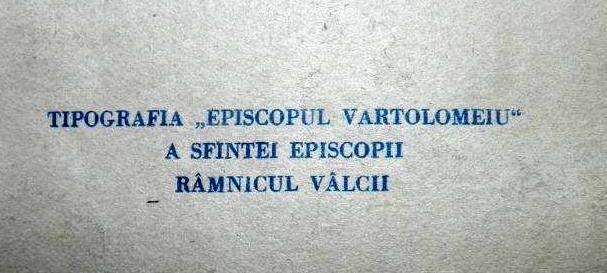 TIPOGRAFIA „EPISCOPUL VARTOLOMEIU“
A SFINTEI EPISCOPII
RÂMNICUL VÂLCII